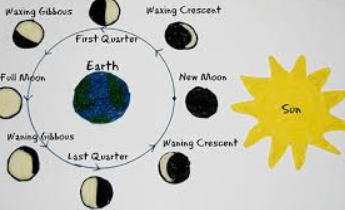 Waxing Gibbous
Waxing Crescent
First Quarter
Earth
Full Moon
New Moon
Sun
Waning Gibbous
Waning Crescent
Last Quarter